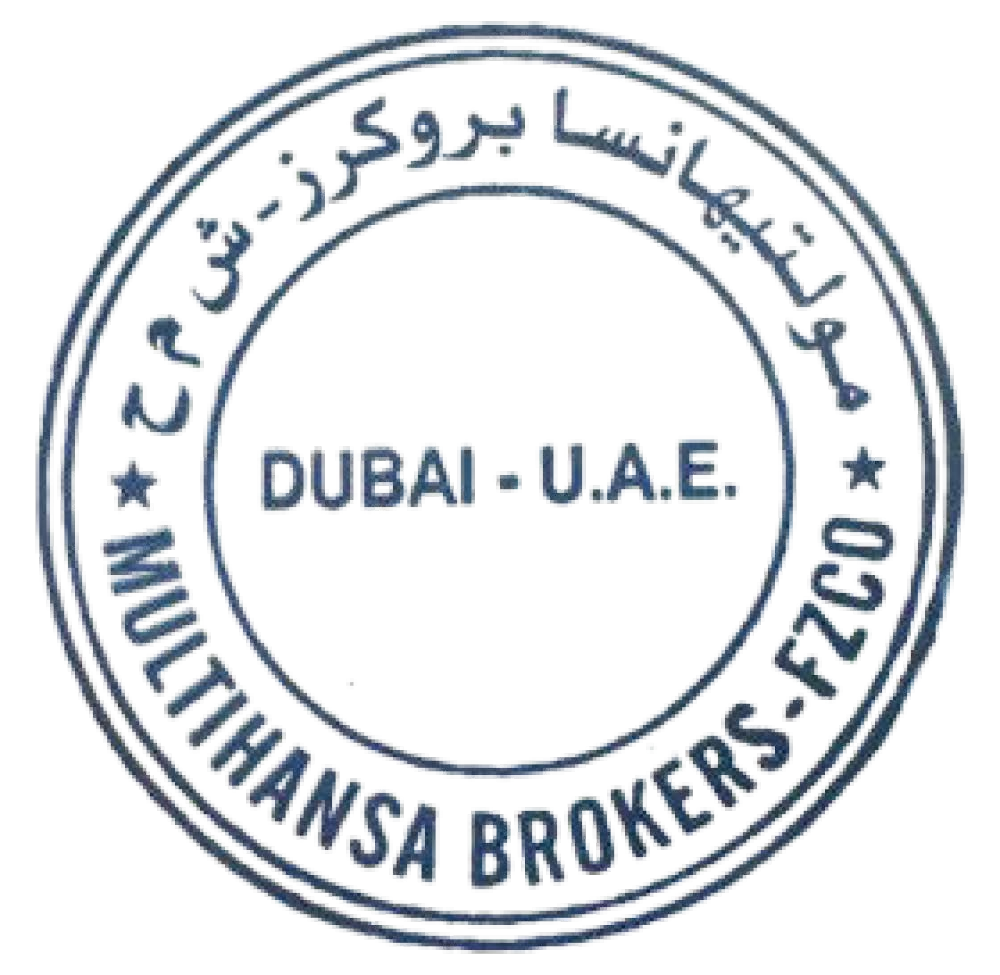 مولتيهانسا بروكرز-ش م ح
DUBAI - U.A.E.
★ MULTIHANSA BROKERS-FZCO ★